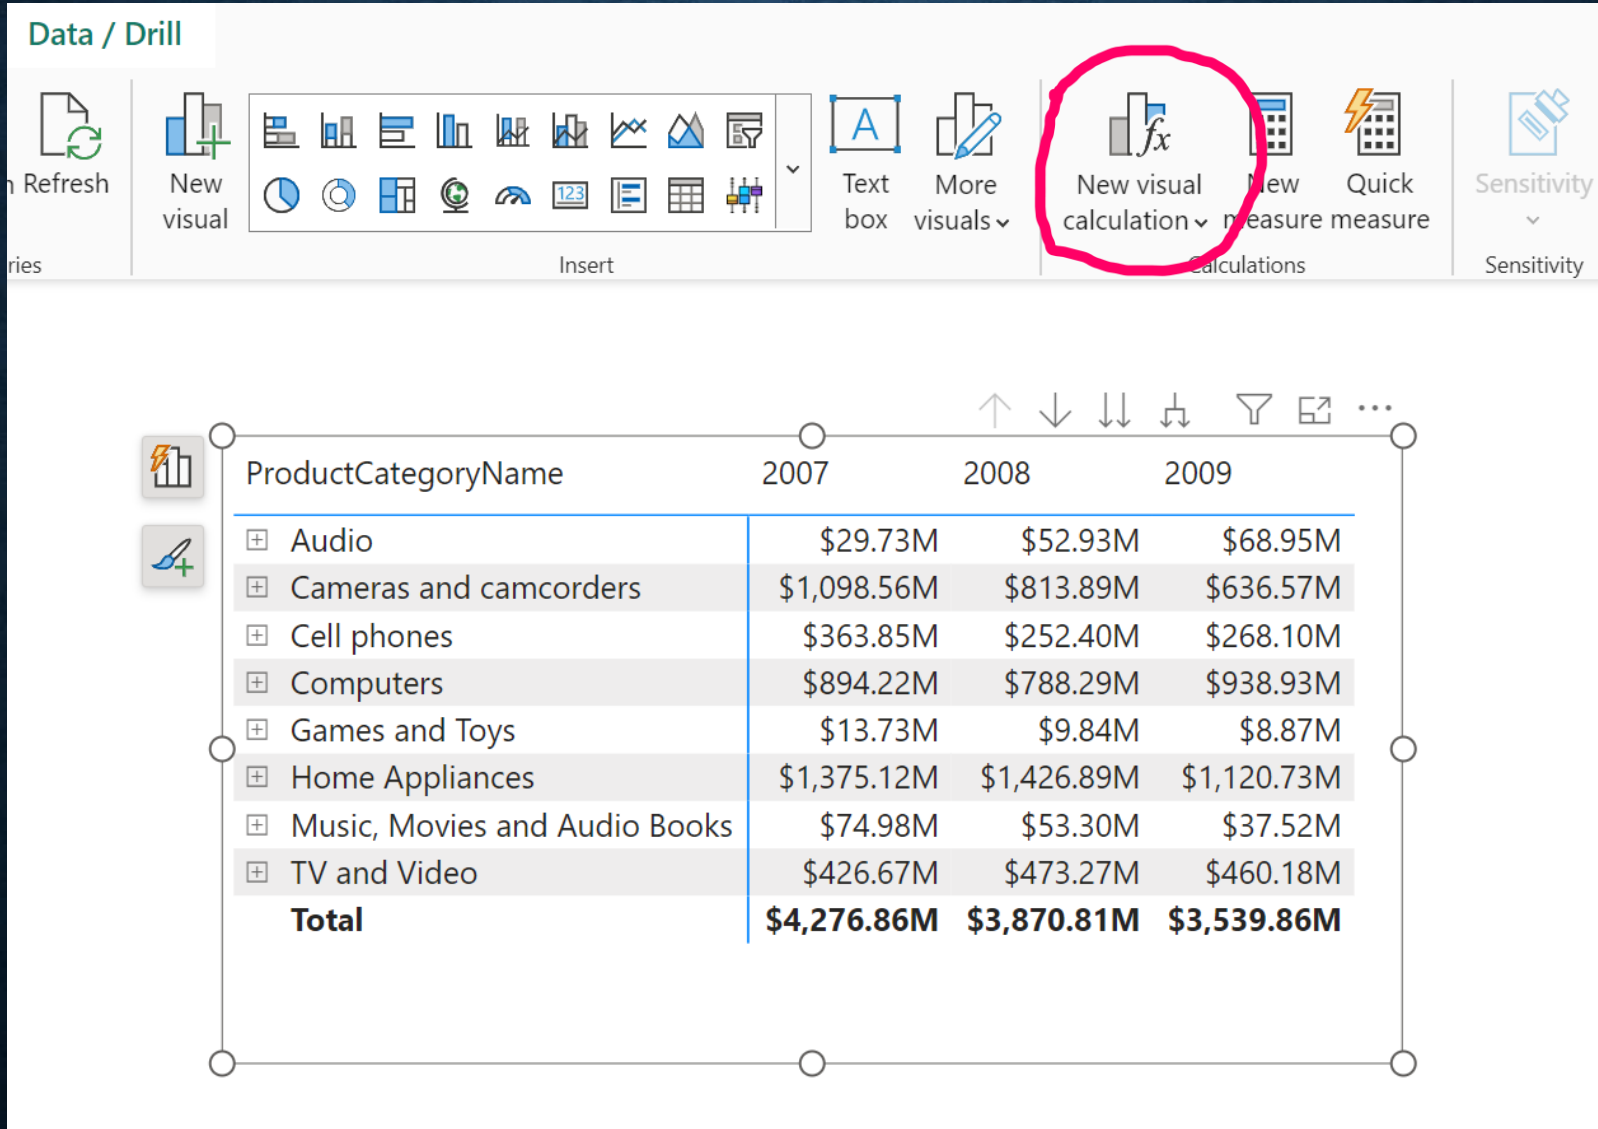 Data / Drill
Refresh
New
visual
123
A
Text
box
More
visuals
fx
New visual
calculation
New
measure
Quick
measure
Sensitivity
ries
Insert
Calculations
Sensitivity
ProductCategoryName 2007 2008 2009
Audio $29.73M $52.93M $68.95M
Cameras and camcorders $1,098.56M $813.89M $636.57M
Cell phones $363.85M $252.40M $268.10M
Computers $894.22M $788.29M $938.93M
Games and Toys $13.73M $9.84M $8.87M
Home Appliances $1,375.12M $1,426.89M $1,120.73M
Music, Movies and Audio Books $74.98M $53.30M $37.52M
TV and Video $426.67M $473.27M $460.18M
Total $4,276.86M $3,870.81M $3,539.86M